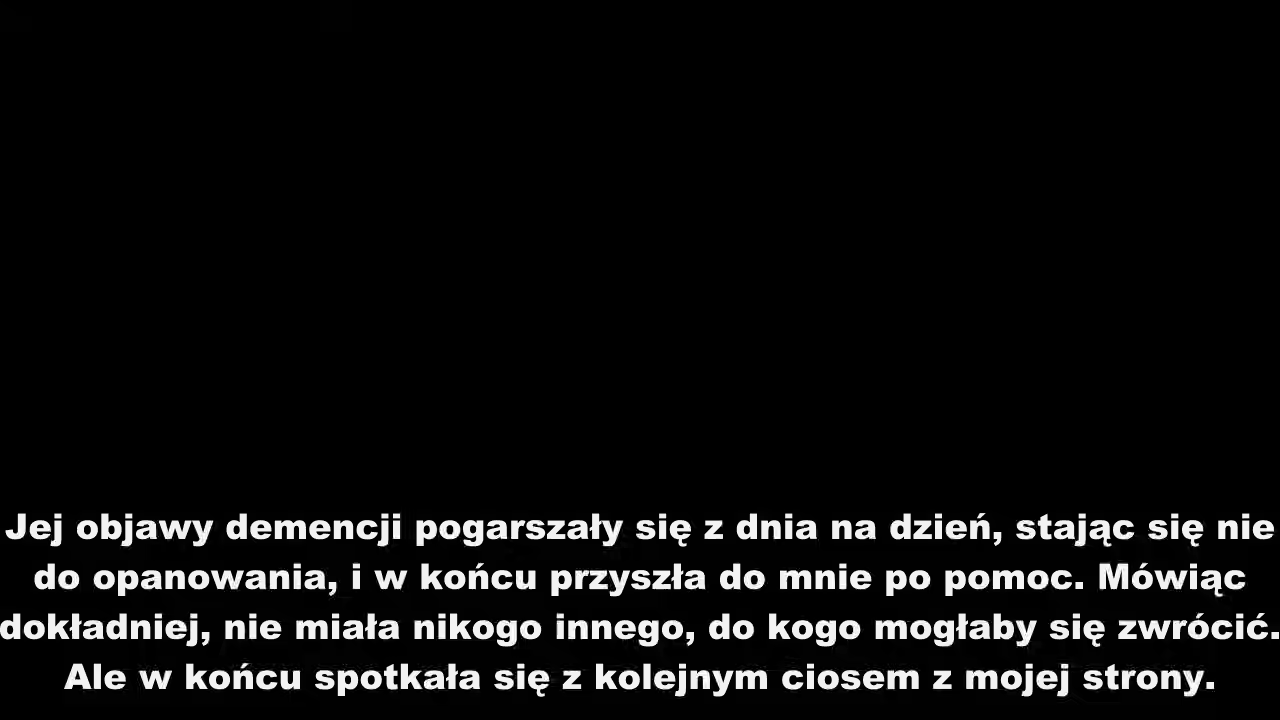 Jej objawy demencji pogarszały się z dnia na dzień, stając się nie
do opanowania, i w końcu przyszła do mnie po pomoc. Mówiąc
dokładniej, nie miała nikogo innego, do kogo mogłaby się zwrócić.
Ale w końcu spotkała się z kolejnym ciosem z mojej strony.